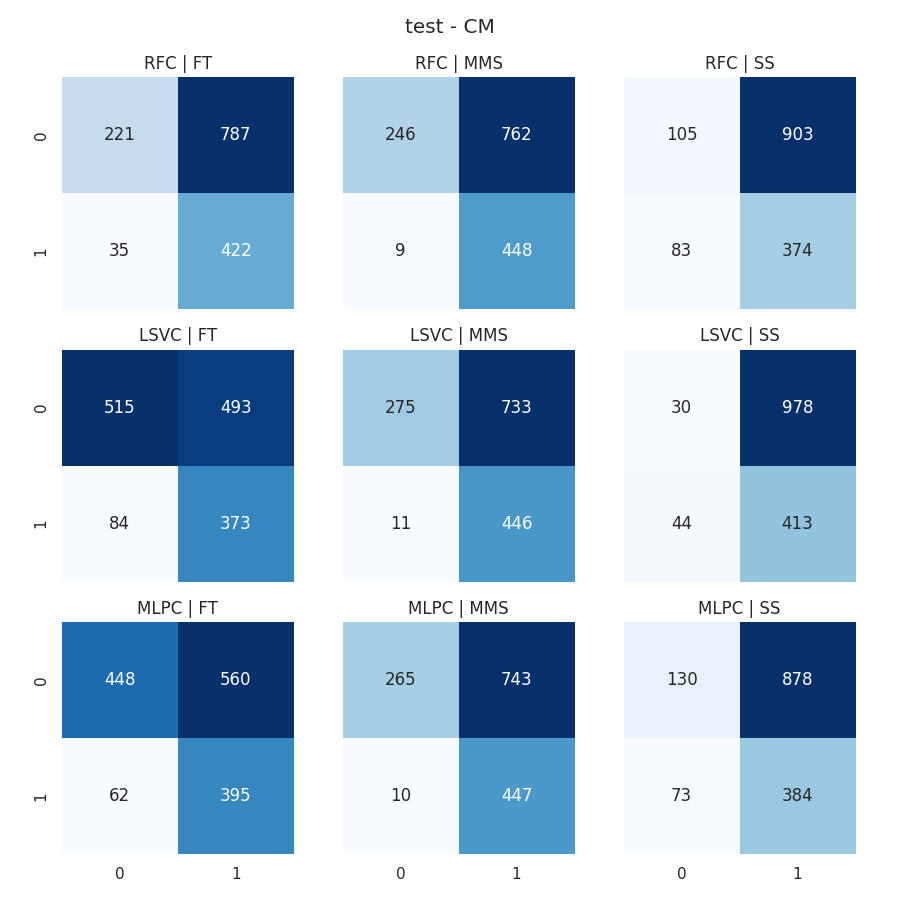 test - CM
RFC | FT RFC | MMS RFC | SS
0 221 787 246 762 105 903
1 35 422 9 448 83 374
LSVC | FT LSVC | MMS LSVC | SS
0 515 493 275 733 30 978
1 84 373 11 446 44 413
MLPC | FT MLPC | MMS MLPC | SS
0 448 560 265 743 130 878
1 62 395 10 447 73 384
0 1 0 1 0 1